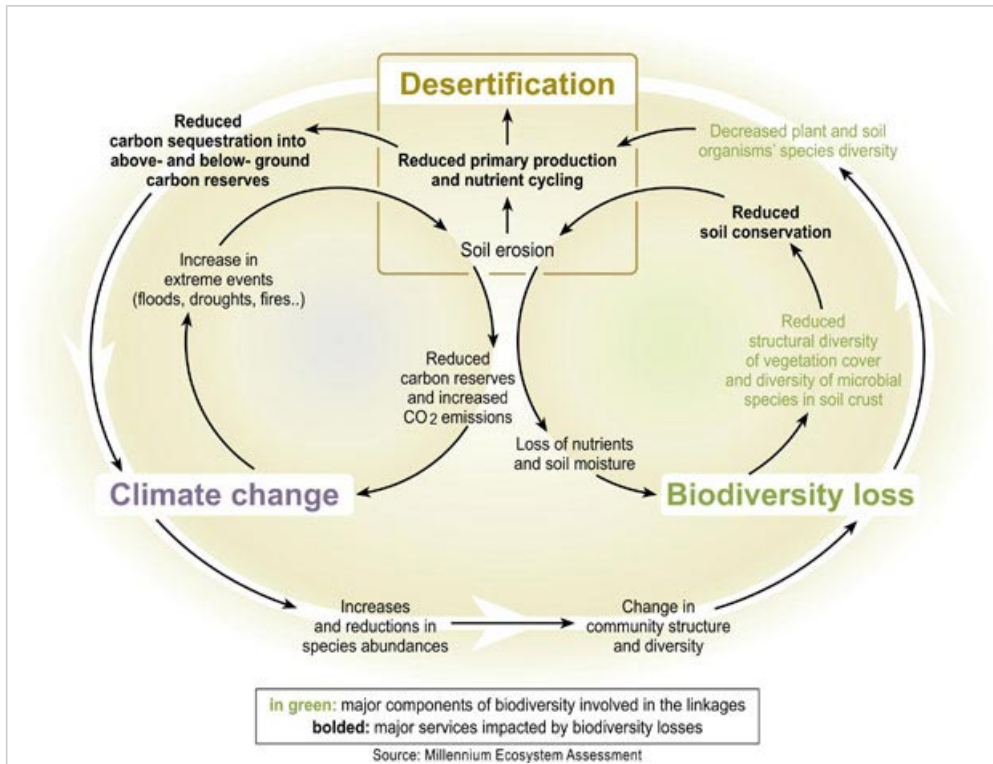 Desertification
Reduced
carbon sequestration into
above- and below- ground
carbon reserves
Reduced primary production
and nutrient cycling
Decreased plant and soil
organisms' species diversity
Reduced
soil conservation
Soil erosion
Increase in
extreme events
(floods, droughts, fires..)
Reduced
structural diversity
of vegetation cover
and diversity of microbial
species in soil crust
Reduced
carbon reserves
and increased
CO2 emissions
Loss of nutrients
and soil moisture
Climate change
Biodiversity loss
Increases
and reductions in
species abundances
Change in
community structure
and diversity
in green: major components of biodiversity involved in the linkages
bolded: major services impacted by biodiversity losses
Source: Millennium Ecosystem Assessment